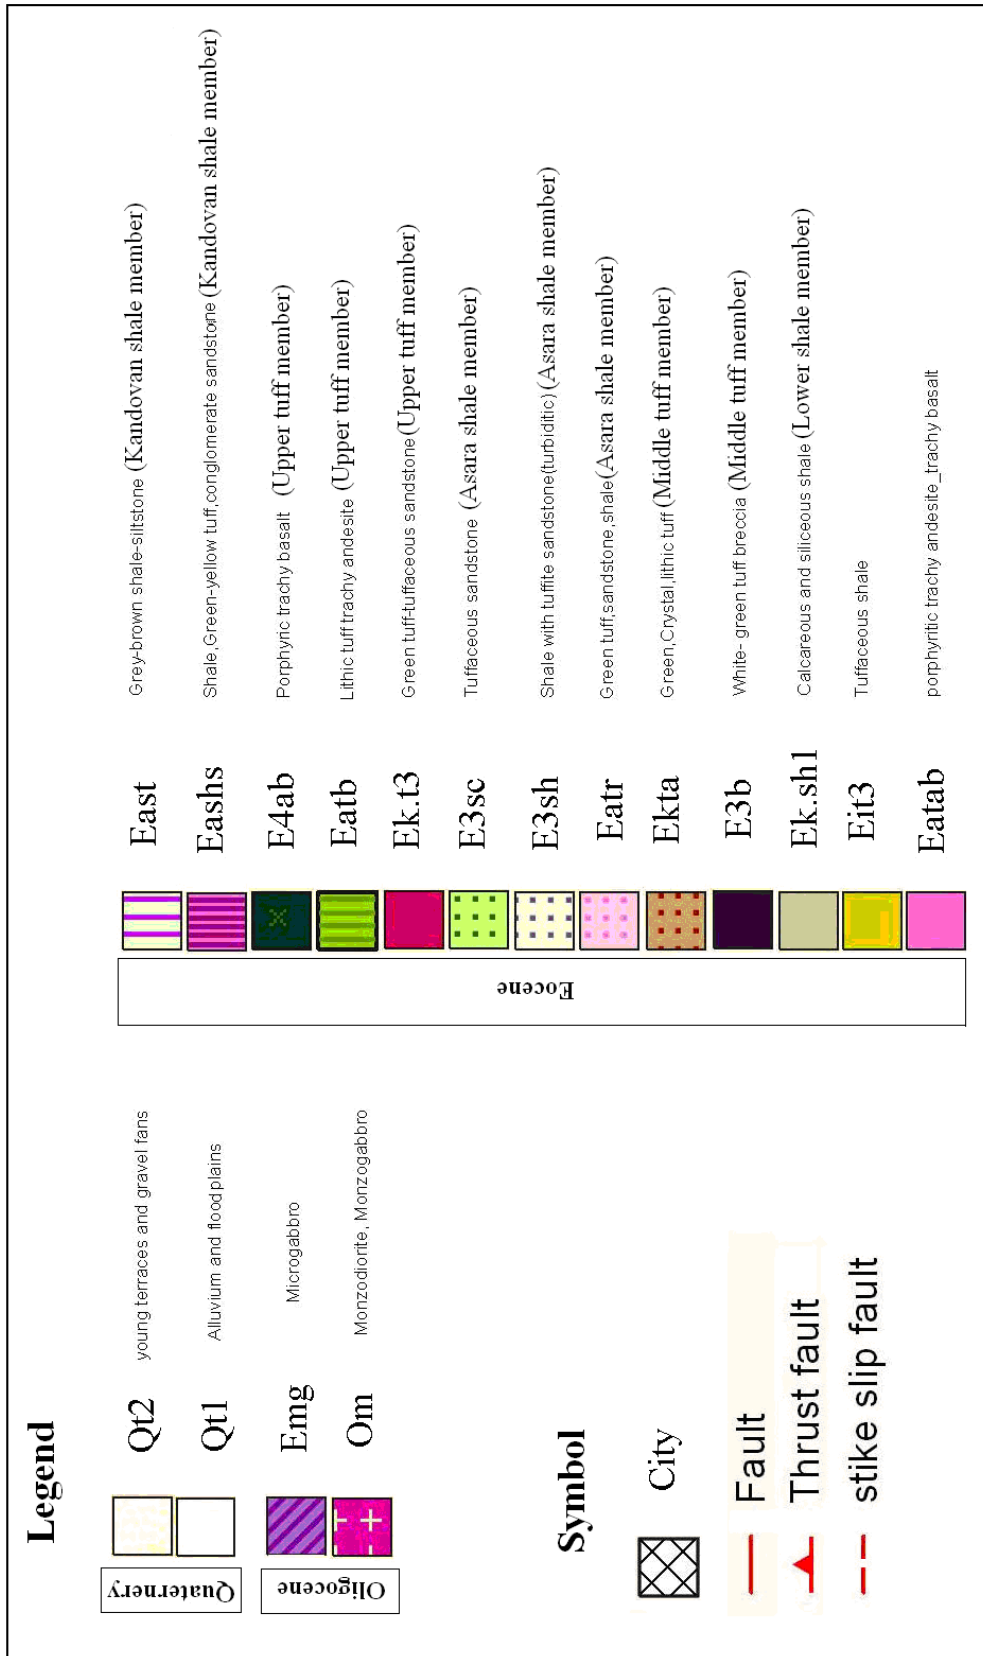 Legend
Quaternery
Qt2 young terraces and gravel fans
Qt1 Alluvium and floodplains
Oligocene
Emg Microgabbro
Om Monzodiorite, Monzogabbro
Symbol
City
Fault
Thrust fault
stike slip fault
Eocene
East Grey-brown shale-siltstone (Kandovan shale member)
Eashs Shale,Green-yellow tuff,conglomerate sandstone (Kandovan shale member)
E4ab Porphyric trachy basalt (Upper tuff member)
Eatb Lithic tuff trachy andesite (Upper tuff member)
Ek.t3 Green tuff-tuffaceous sandstone (Upper tuff member)
E3sc Tuffaceous sandstone (Asara shale member)
E3sh Shale with tuffite sandstone(turbiditic) (Asara shale member)
Eatr Green tuff,sandstone,shale (Asara shale member)
Ekta Green,Crystal,lithic tuff (Middle tuff member)
E3b White- green tuff breccia (Middle tuff member)
Ek.sh1 Calcareous and siliceous shale (Lower shale member)
Eit3 Tuffaceous shale
Eatab porphyritic trachy andesite_trachy basalt